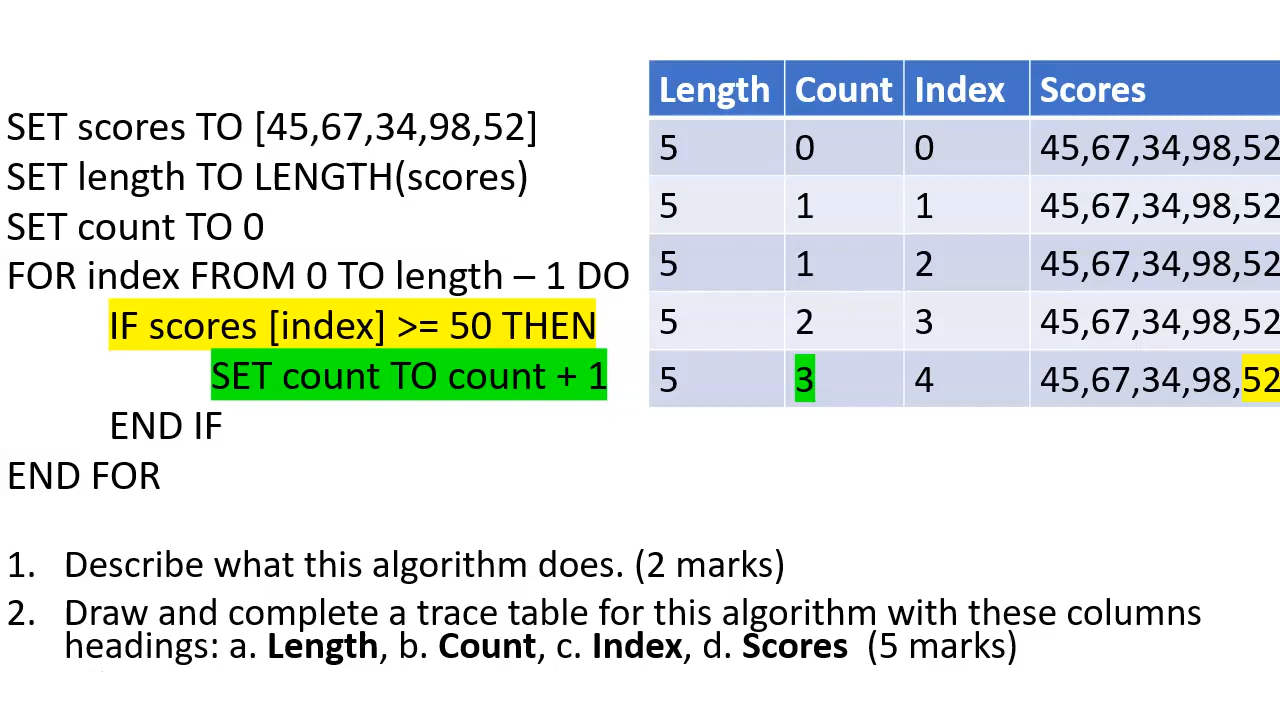 SET scores TO [45,67,34,98,52]
SET length TO LENGTH(scores)
SET count TO 0
FOR index FROM 0 TO length – 1 DO
IF scores [index] >= 50 THEN
SET count TO count + 1
END IF
END FOR
Length Count Index Scores
5 0 0 45,67,34,98,52
5 1 1 45,67,34,98,52
5 1 2 45,67,34,98,52
5 2 3 45,67,34,98,52
5 3 4 45,67,34,98,52
1. Describe what this algorithm does. (2 marks)
2. Draw and complete a trace table for this algorithm with these columns
headings: a. Length, b. Count, c. Index, d. Scores (5 marks)